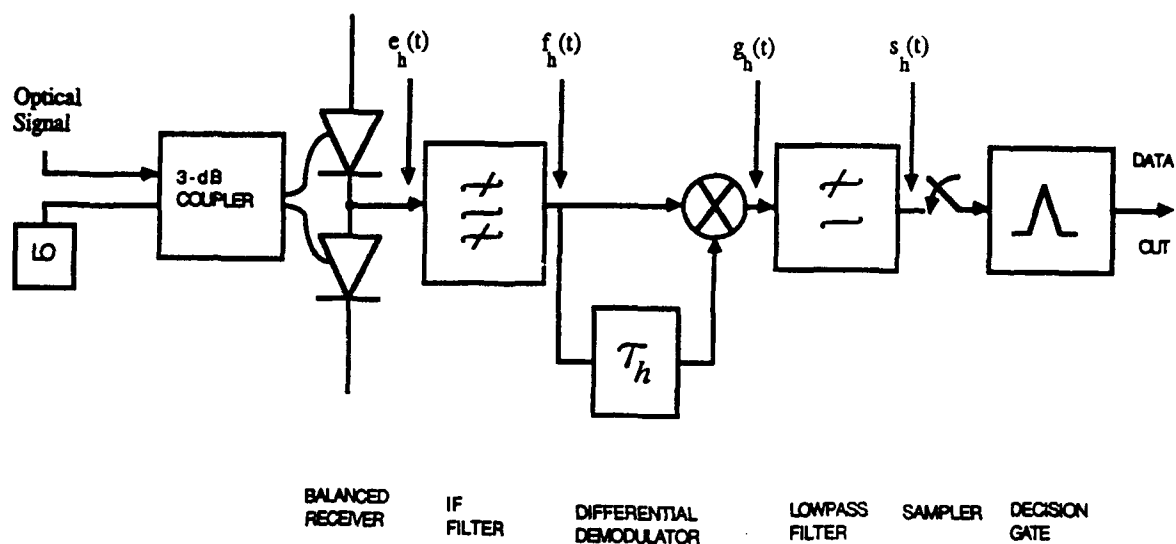 e_h(t)
f_h(t)
g_h(t)
s_h(t)
Optical
Signal
3-dB
COUPLER
LO
DATA
OUT
τ_h
BALANCED
RECEIVER
IF
FILTER
DIFFERENTIAL
DEMODULATOR
LOWPASS
FILTER
SAMPLER
DECISION
GATE